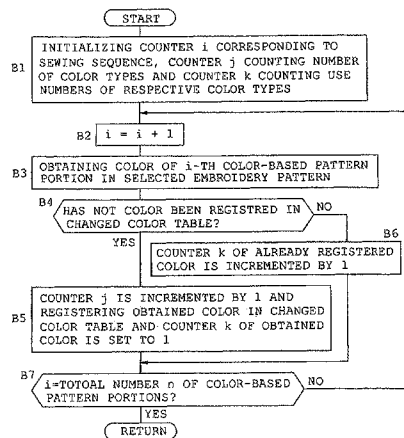 START
B1
INITIALIZING COUNTER i CORRESPONDING TO
SEWING SEQUENCE, COUNTER j COUNTING NUMBER
OF COLOR TYPES AND COUNTER k COUNTING USE
NUMBERS OF RESPECTIVE COLOR TYPES
B2
i = i + 1
B3
OBTAINING COLOR OF i-TH COLOR-BASED PATTERN
PORTION IN SELECTED EMBROIDERY PATTERN
B4
HAS NOT COLOR BEEN REGISTRED IN
CHANGED COLOR TABLE?
NO
YES
B6
COUNTER k OF ALREADY REGISTERED
COLOR IS INCREMENTED BY 1
B5
COUNTER j IS INCREMENTED BY 1 AND
REGISTERING OBTAINED COLOR IN CHANGED
COLOR TABLE AND COUNTER k OF OBTAINED
COLOR IS SET TO 1
B7
i=TOTOAL NUMBER n OF COLOR-BASED
PATTERN PORTIONS?
NO
YES
RETURN